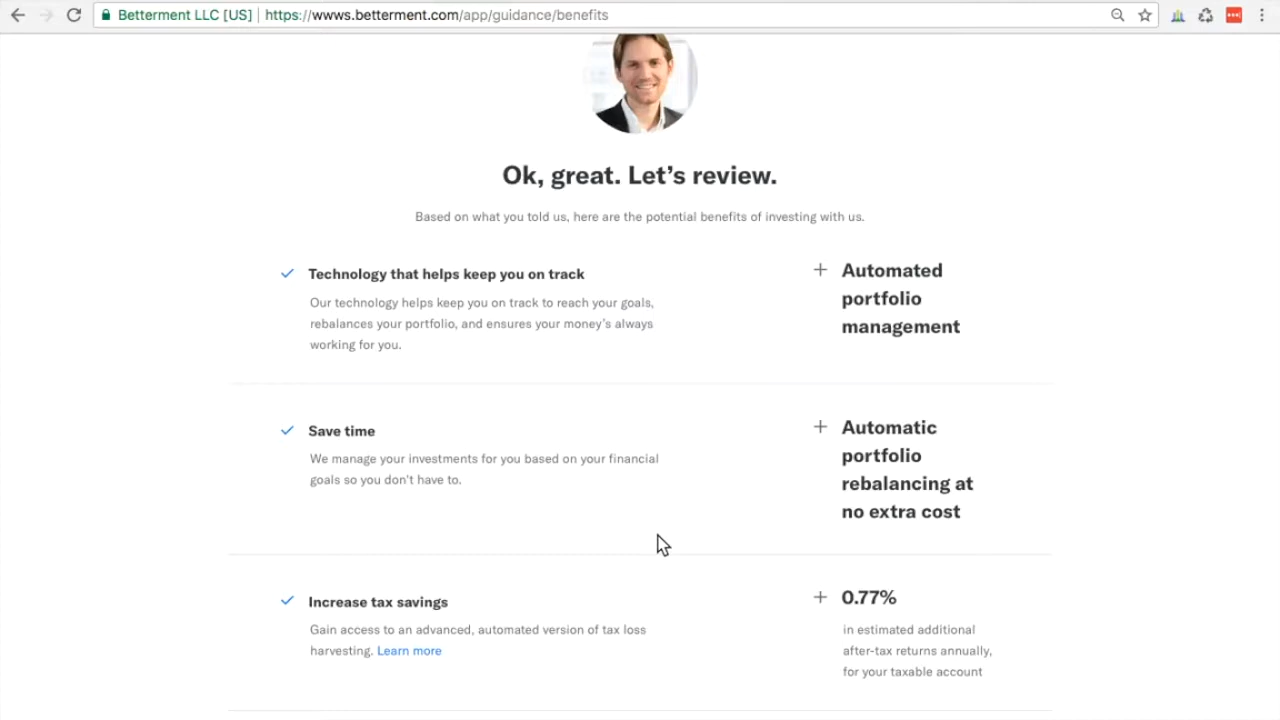 Betterment LLC [US] https://wwws.betterment.com/app/guidance/benefits
Ok, great. Let's review.
Based on what you told us, here are the potential benefits of investing with us.
Technology that helps keep you on track
Our technology helps keep you on track to reach your goals,
rebalances your portfolio, and ensures your money's always
working for you.
+ Automated
portfolio
management
Save time
We manage your investments for you based on your financial
goals so you don't have to.
+ Automatic
portfolio
rebalancing at
no extra cost
Increase tax savings
Gain access to an advanced, automated version of tax loss
harvesting. Learn more
+ 0.77%
in estimated additional
after-tax returns annually,
for your taxable account